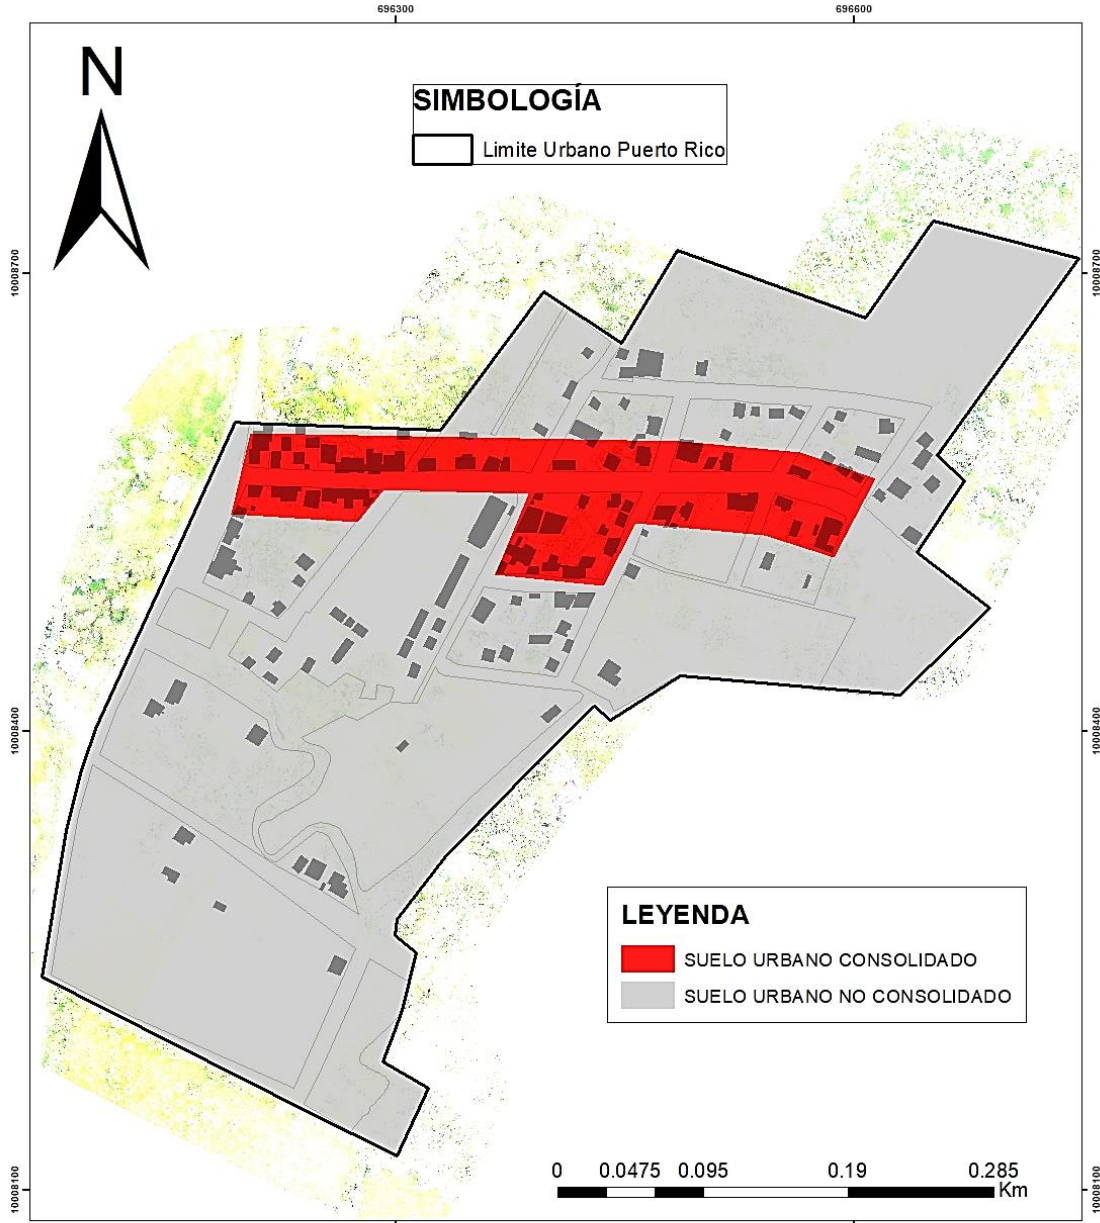 696300 696600
N
SIMBOLOGÍA
Limite Urbano Puerto Rico
10008700 10008700
10008400 10008400
LEYENDA
SUELO URBANO CONSOLIDADO
SUELO URBANO NO CONSOLIDADO
0 0.0475 0.095 0.19 0.285
Km
10008100 10008100